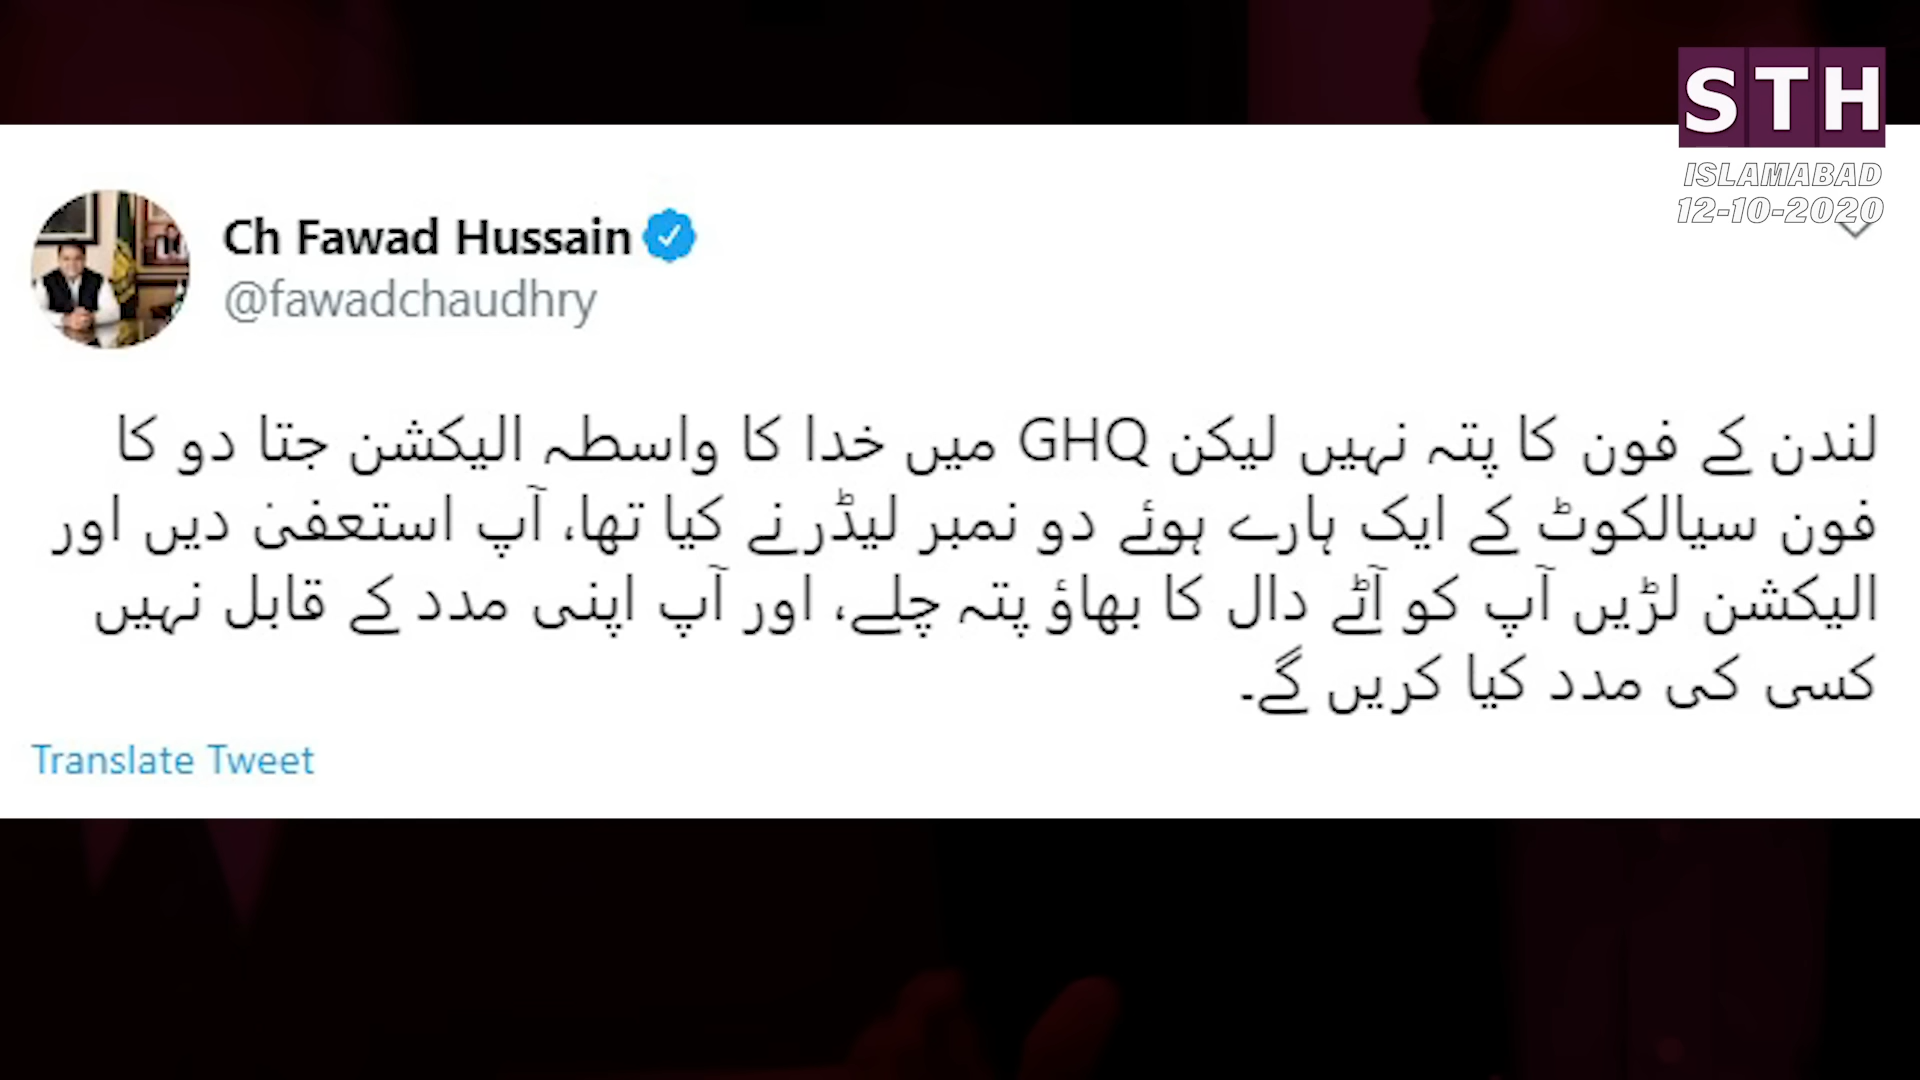 STH
ISLAMABAD
12-10-2020
Ch Fawad Hussain
@fawadchaudhry
لندن کے فون کا پتہ نہیں لیکن GHQ میں خدا کا واسطہ الیکشن جتا دو کا
فون سیالکوٹ کے ایک ہارے ہوئے دو نمبر لیڈر نے کیا تھا، آپ استعفیٰ دیں اور
الیکشن لڑیں آپ کو آٹے دال کا بھاؤ پتہ چلے، اور آپ اپنی مدد کے قابل نہیں
کسی کی مدد کیا کریں گے۔
Translate Tweet